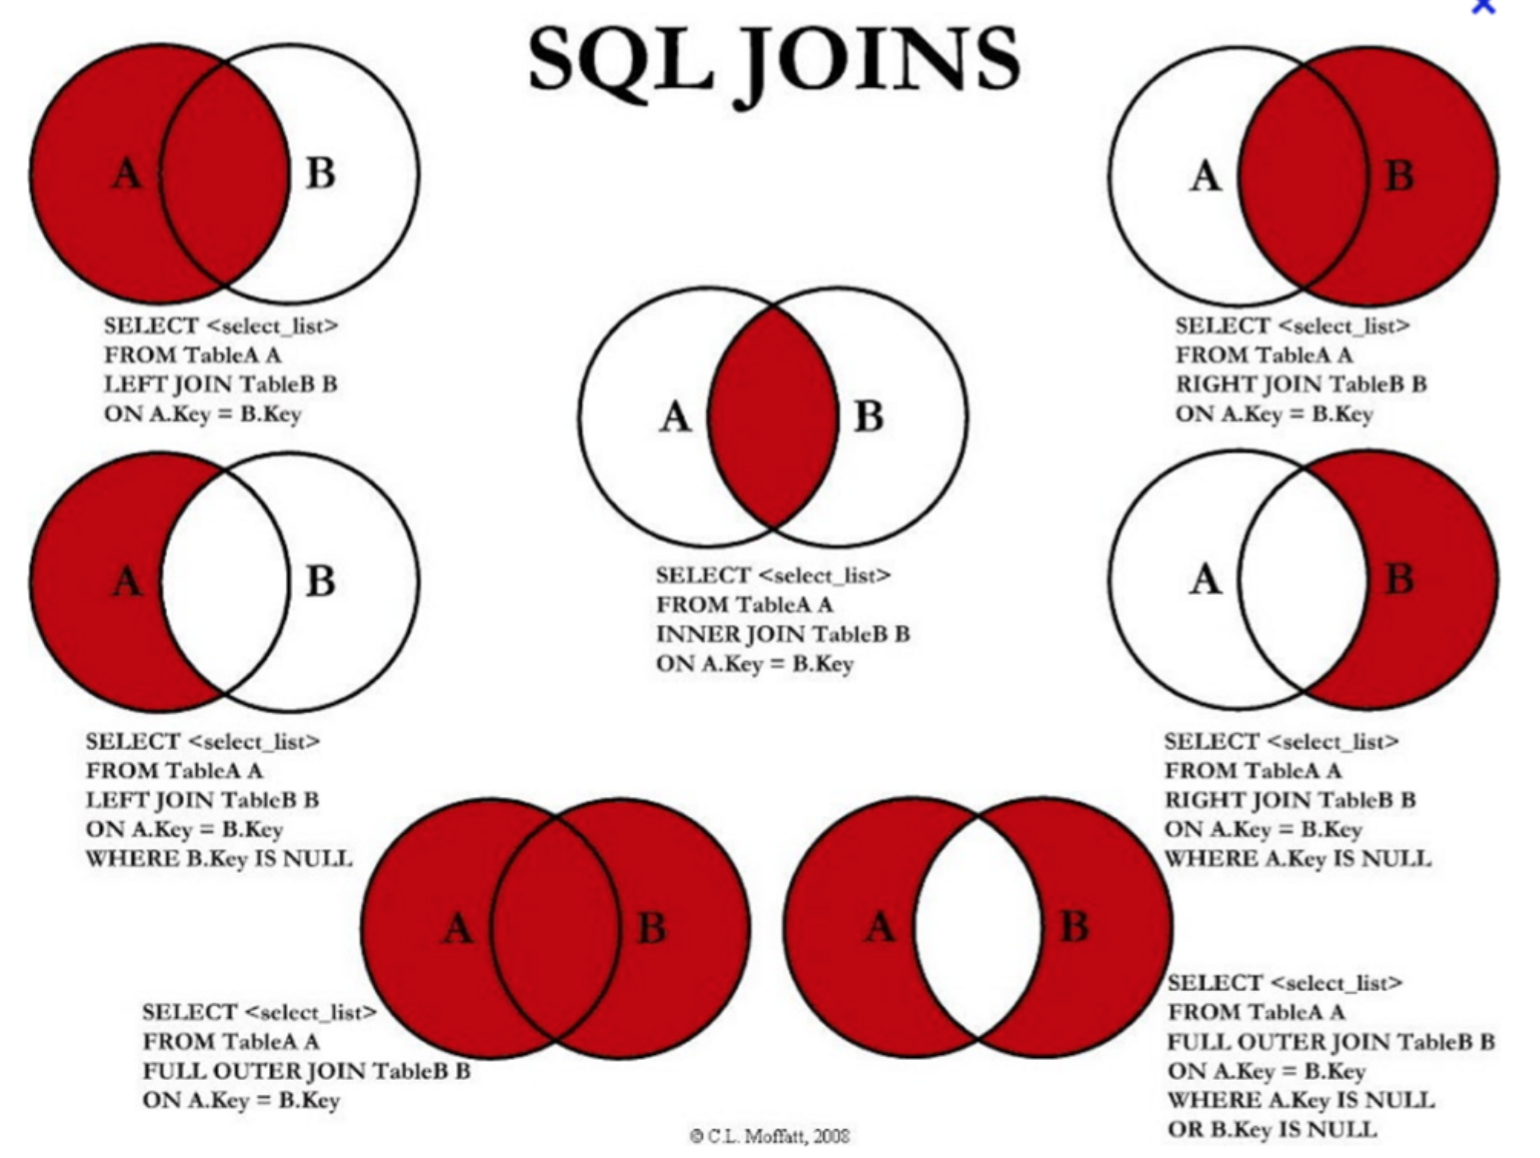 SQL JOINS
A B
SELECT <select_list>
FROM TableA A
LEFT JOIN TableB B
ON A.Key = B.Key
A B
SELECT <select_list>
FROM TableA A
RIGHT JOIN TableB B
ON A.Key = B.Key
A B
SELECT <select_list>
FROM TableA A
INNER JOIN TableB B
ON A.Key = B.Key
A B
SELECT <select_list>
FROM TableA A
LEFT JOIN TableB B
ON A.Key = B.Key
WHERE B.Key IS NULL
A B
SELECT <select_list>
FROM TableA A
RIGHT JOIN TableB B
ON A.Key = B.Key
WHERE A.Key IS NULL
A B
SELECT <select_list>
FROM TableA A
FULL OUTER JOIN TableB B
ON A.Key = B.Key
A B
SELECT <select_list>
FROM TableA A
FULL OUTER JOIN TableB B
ON A.Key = B.Key
WHERE A.Key IS NULL
OR B.Key IS NULL
© C.L. Moffatt, 2008